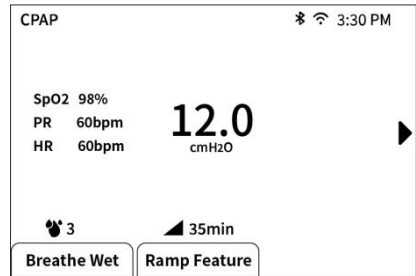 CPAP 3:30 PM
SpO2 98%
PR 60bpm
HR 60bpm
12.0
cmH2O
3 35min
Breathe Wet Ramp Feature